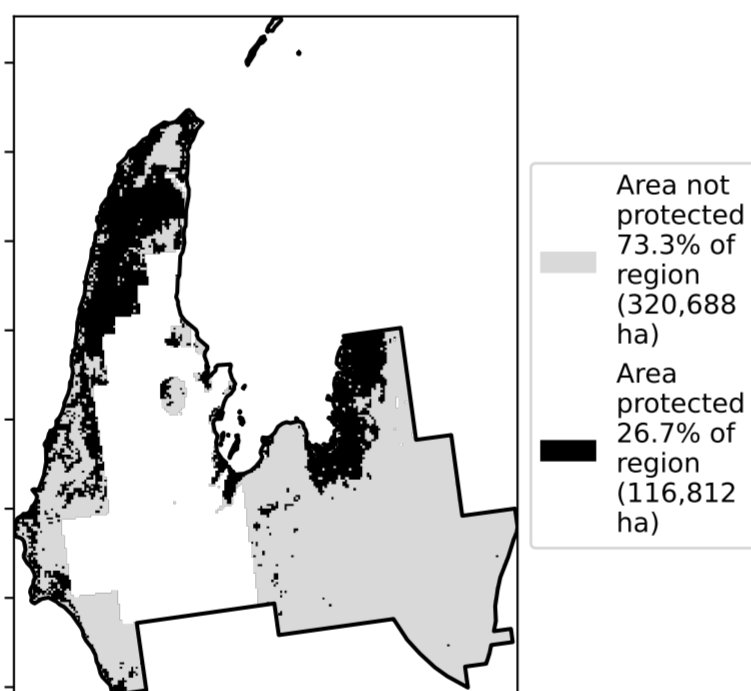 Area not
protected
73.3% of
region
(320,688
ha)
Area
protected
26.7% of
region
(116,812
ha)